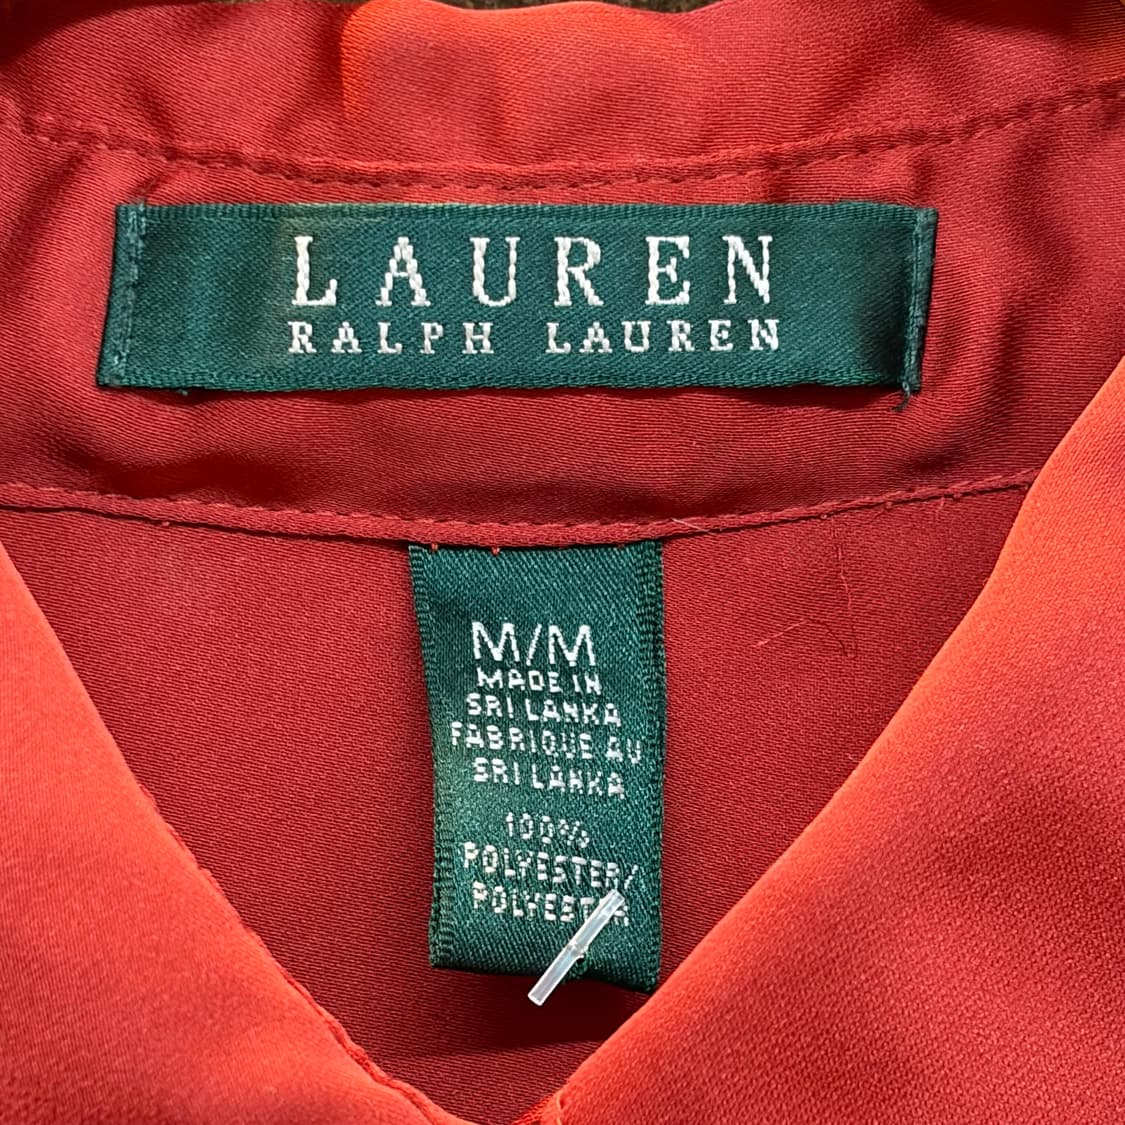 LAUREN
RALPH LAUREN
M/M
MADE IN
SRI LANKA
FABRIQUE AU
SRI LANKA
100%
POLYESTER/
POLYESTER